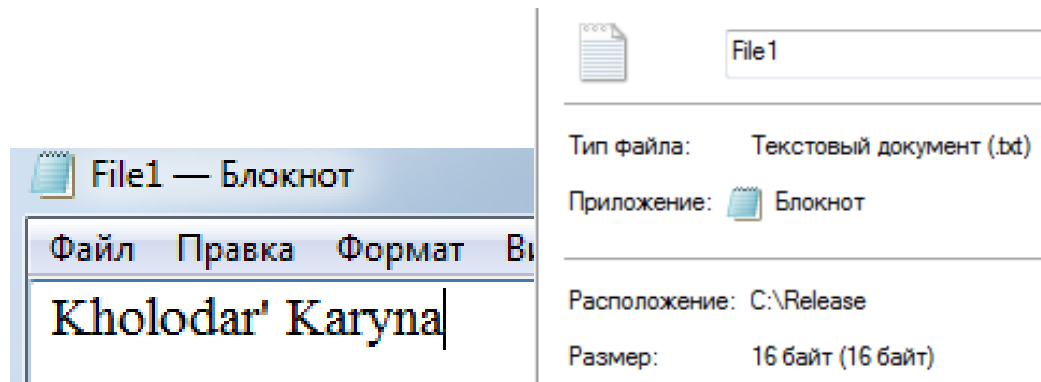 File1 — Блокнот
Файл Правка Формат Ви
Kholodar' Karyna
File1
Тип файла: Текстовый документ (.txt)
Приложение: Блокнот
Расположение: C:\Release
Размер: 16 байт (16 байт)